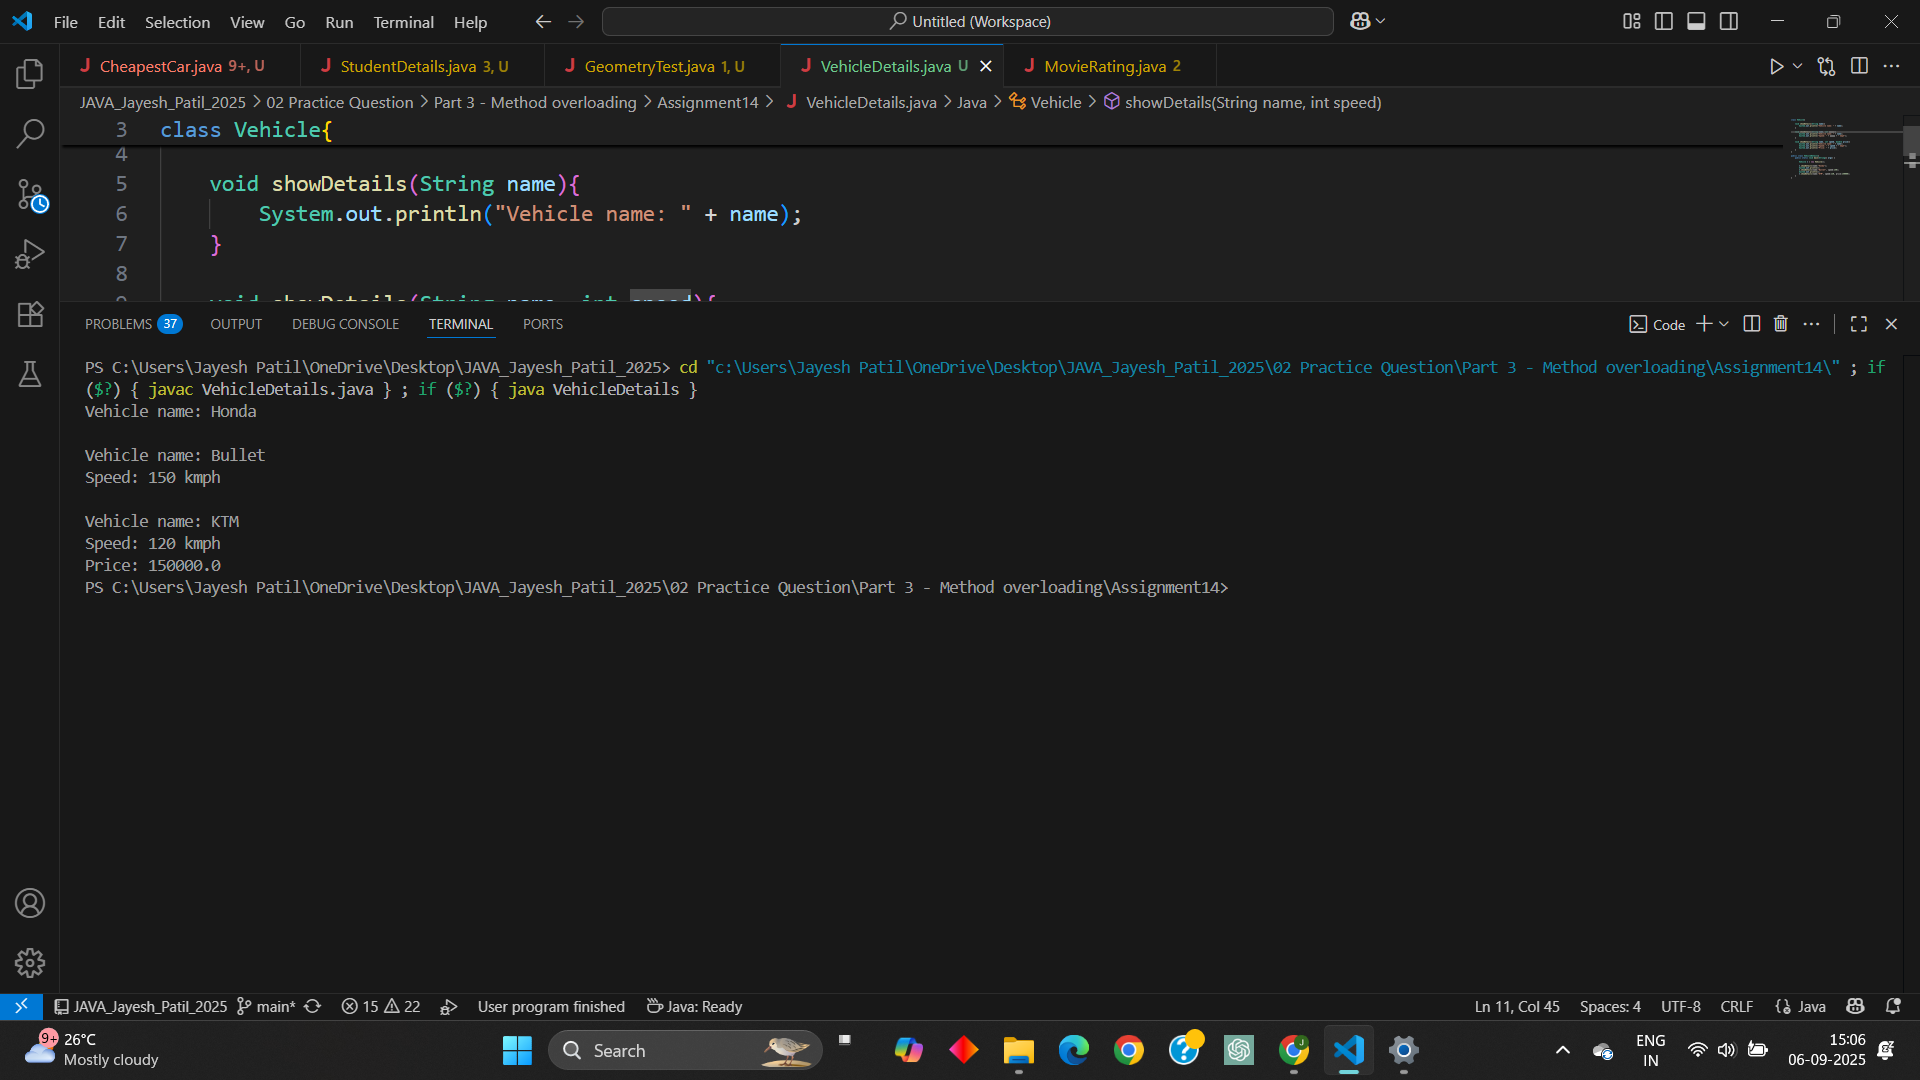 File Edit Selection View Go Run Terminal Help
Untitled (Workspace)
CheapestCar.java 9+, U
StudentDetails.java 3, U
GeometryTest.java 1, U
VehicleDetails.java U
MovieRating.java 2
JAVA_Jayesh_Patil_2025 > 02 Practice Question > Part 3 - Method overloading > Assignment14 > J VehicleDetails.java > Java > Vehicle > showDetails(String name, int speed)
3 class Vehicle{
4
5 void showDetails(String name){
6 System.out.println("Vehicle name: " + name);
7 }
8
9 void showDetails(String name, int speed){
PROBLEMS 37 OUTPUT DEBUG CONSOLE TERMINAL PORTS
Code
PS C:\Users\Jayesh Patil\OneDrive\Desktop\JAVA_Jayesh_Patil_2025> cd "c:\Users\Jayesh Patil\OneDrive\Desktop\JAVA_Jayesh_Patil_2025\02 Practice Question\Part 3 - Method overloading\Assignment14\" ; if
($?) { javac VehicleDetails.java } ; if ($?) { java VehicleDetails }
Vehicle name: Honda
Vehicle name: Bullet
Speed: 150 kmph
Vehicle name: KTM
Speed: 120 kmph
Price: 150000.0
PS C:\Users\Jayesh Patil\OneDrive\Desktop\JAVA_Jayesh_Patil_2025\02 Practice Question\Part 3 - Method overloading\Assignment14>
JAVA_Jayesh_Patil_2025 main* 15 22 User program finished Java: Ready
Ln 11, Col 45 Spaces: 4 UTF-8 CRLF Java
9+ 26°C
Mostly cloudy
Search
ENG
IN
15:06
06-09-2025